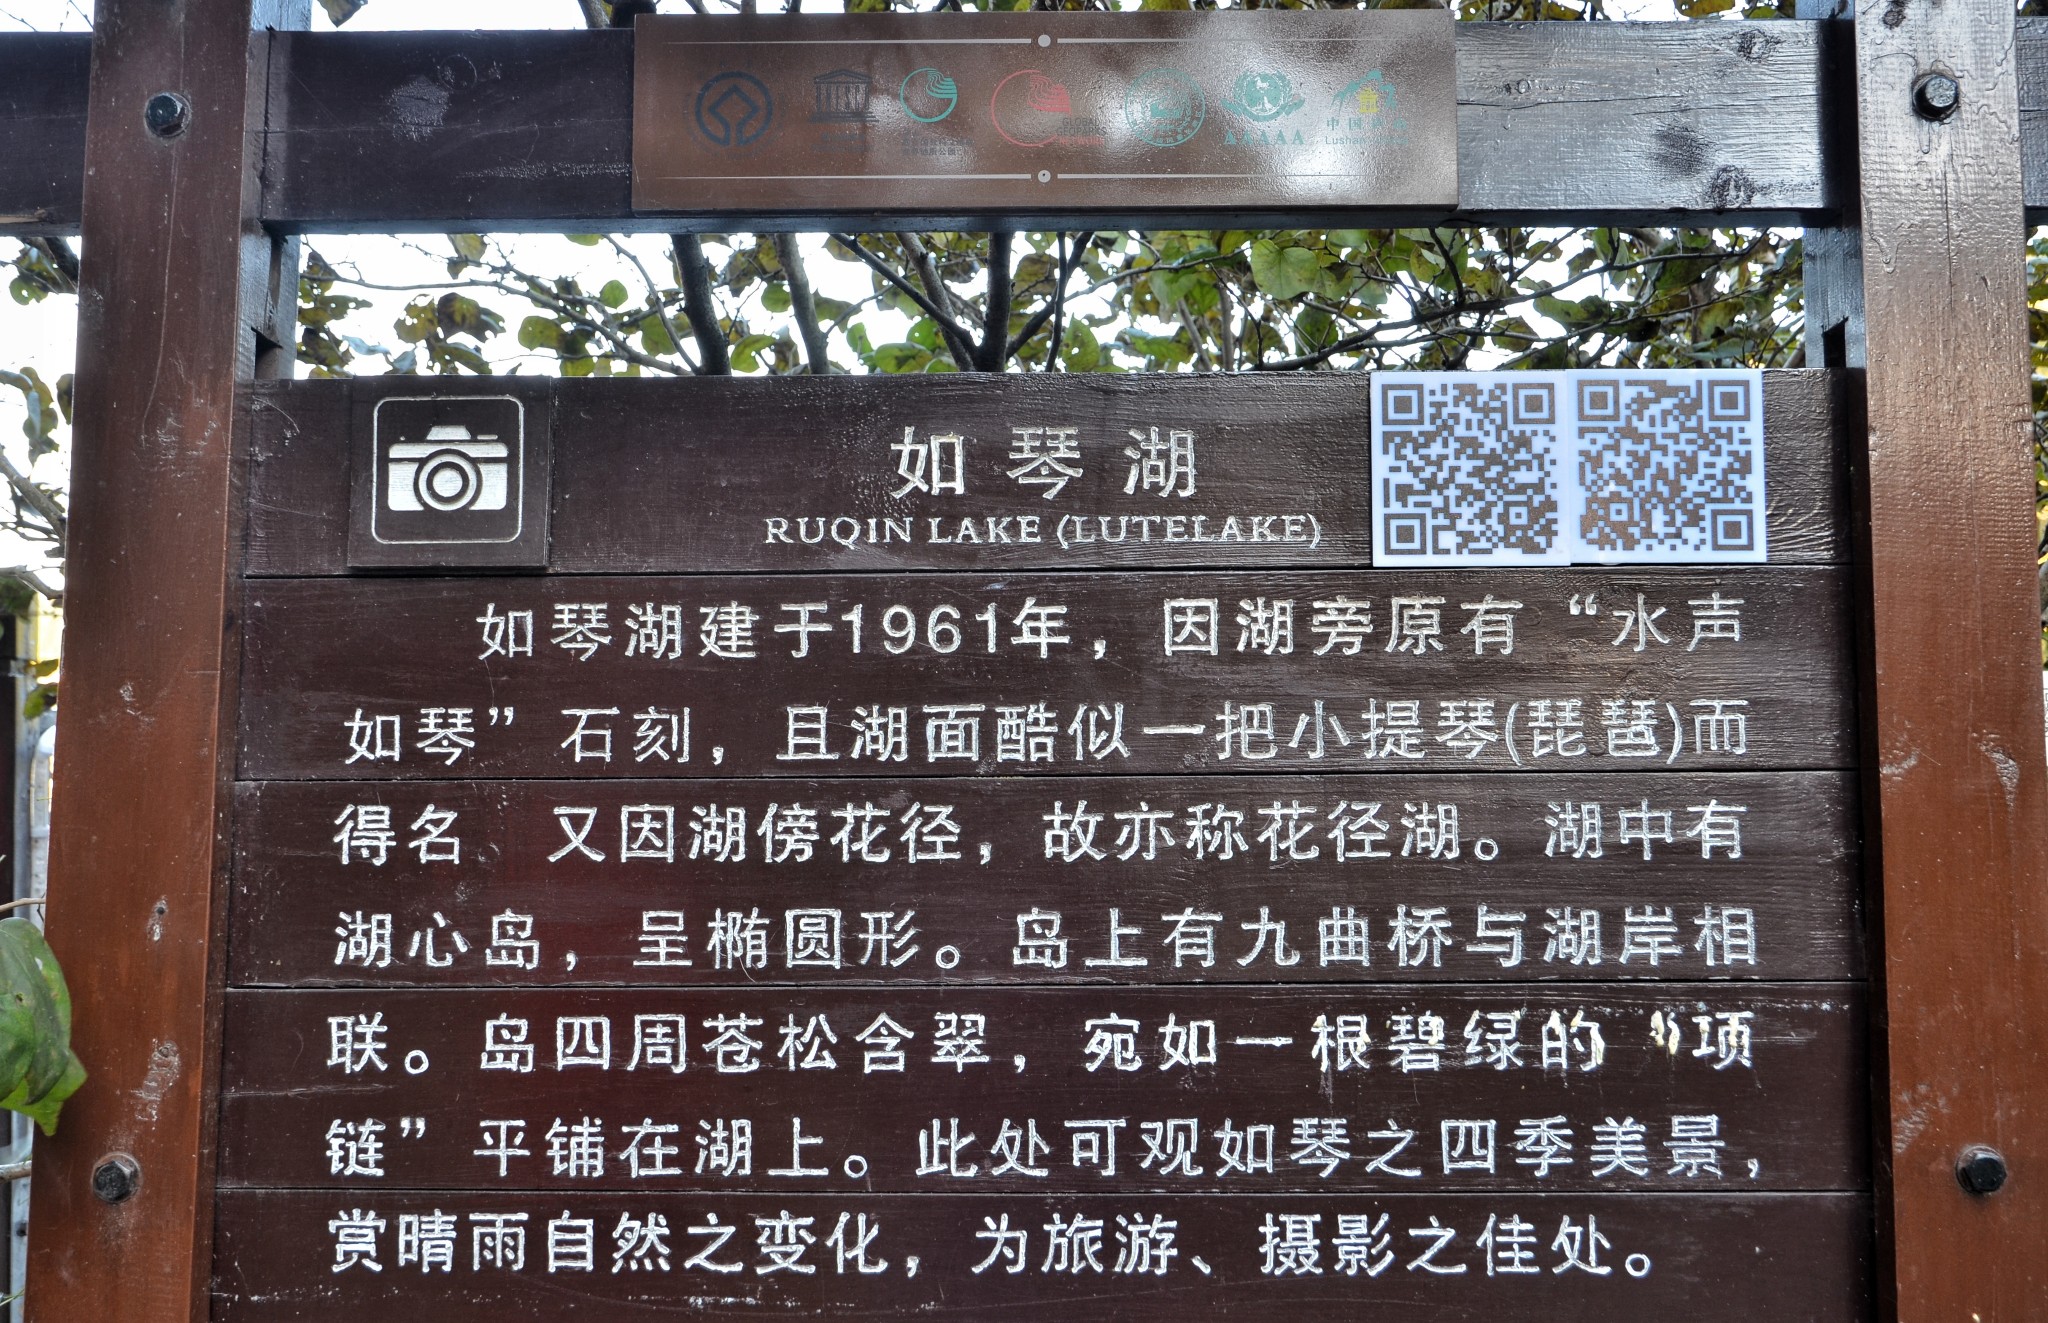 AAAAA
如琴湖
RUQIN LAKE (LUTELAKE)
如琴湖建于1961年，因湖旁原有“水声
如琴”石刻，且湖面酷似一把小提琴(琵琶)而
得名 又因湖傍花径，故亦称花径湖。湖中有
湖心岛，呈椭圆形。岛上有九曲桥与湖岸相
联。岛四周苍松含翠，宛如一根碧绿的“项
链”平铺在湖上。此处可观如琴之四季美景，
赏晴雨自然之变化，为旅游、摄影之佳处。